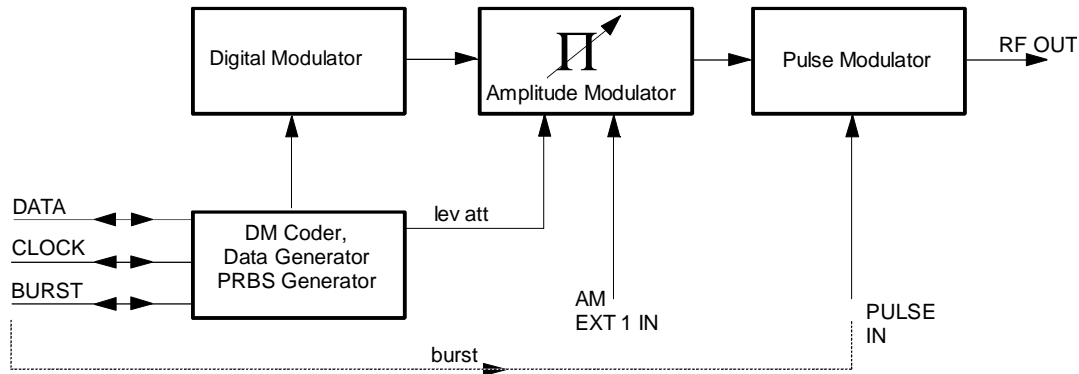 Digital Modulator
Π
Amplitude Modulator
Pulse Modulator
RF OUT
DATA
CLOCK
BURST
DM Coder,
Data Generator
PRBS Generator
lev att
AM
EXT 1 IN
PULSE
IN
burst